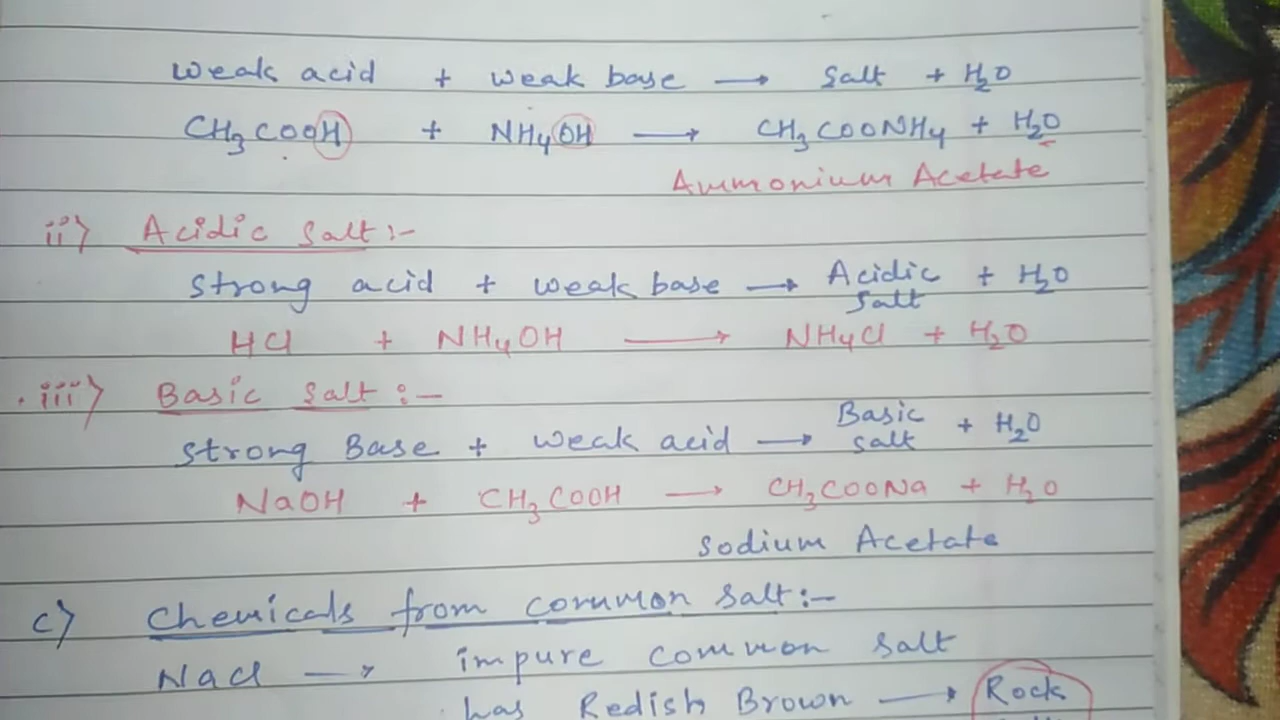 weak acid + weak base → Salt + H₂O
CH₃COOH + NH₄OH → CH₃COONH₄ + H₂O
Ammonium Acetate
ii) Acidic Salt :-
strong acid + weak base → Acidic salt + H₂O
HCl + NH₄OH → NH₄Cl + H₂O
iii) Basic Salt :-
strong Base + weak acid → Basic salt + H₂O
NaOH + CH₃COOH → CH₃COONa + H₂O
sodium Acetate
c) Chemicals from common salt :-
NaCl → impure common salt
has Redish Brown → Rock